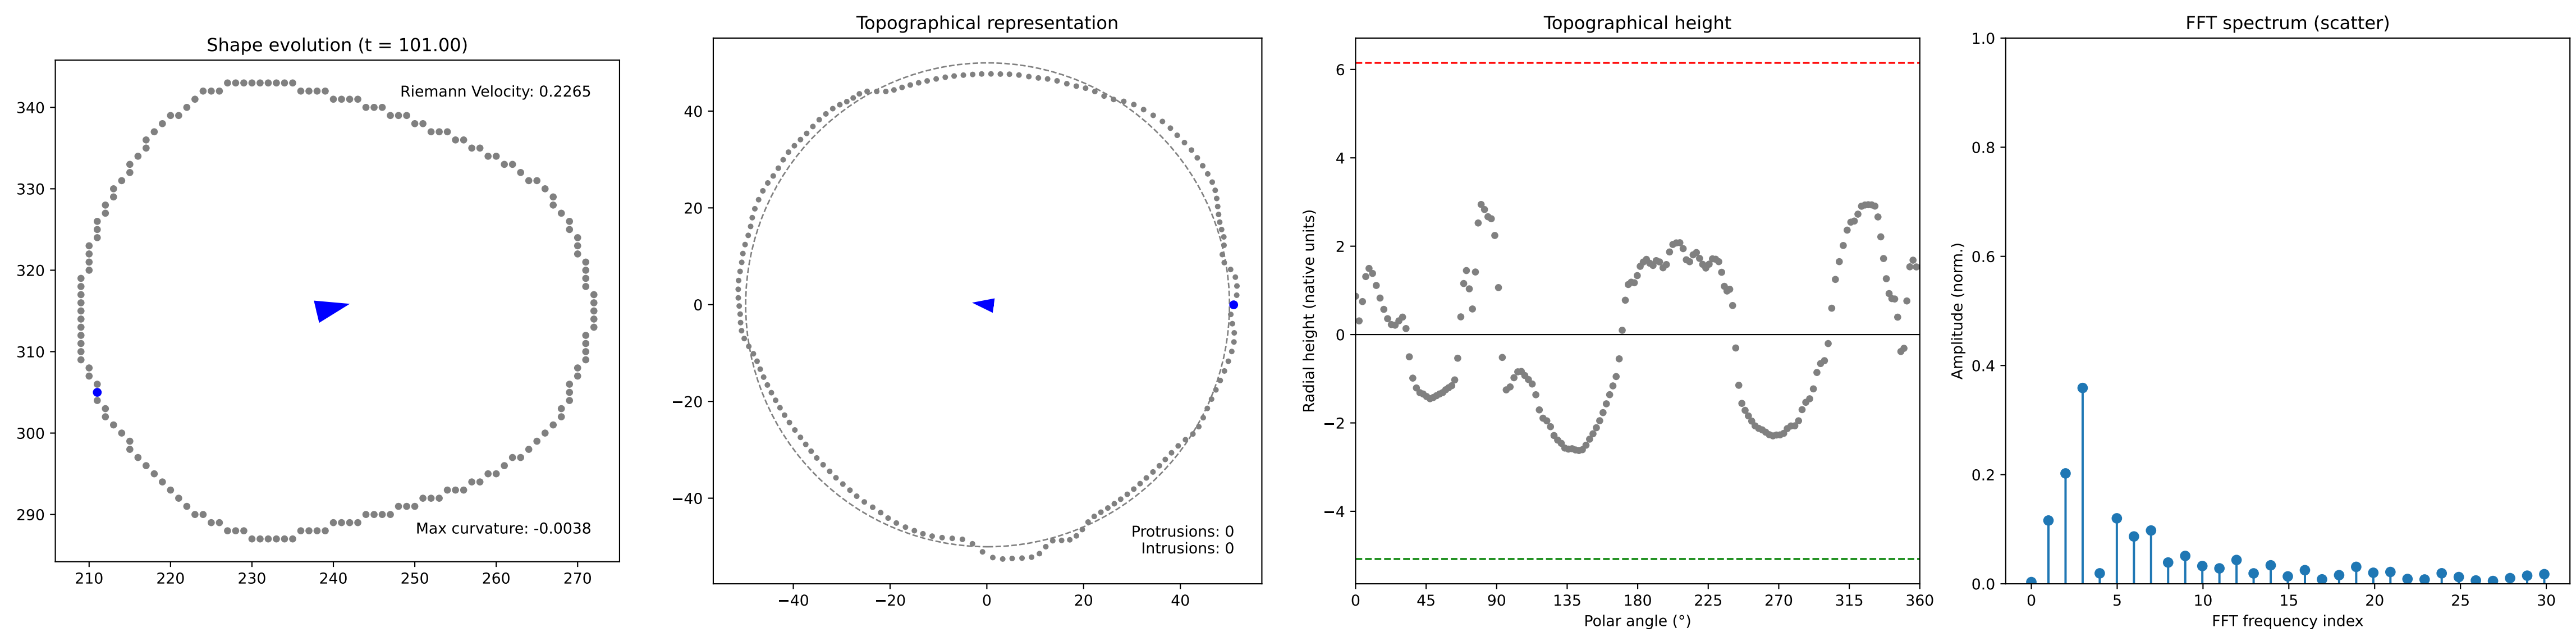 Shape evolution (t = 101.00)
Riemann Velocity: 0.2265
Max curvature: -0.0038
340
330
320
310
300
290
210 220 230 240 250 260 270
Topographical representation
40
20
0
−20
−40
Protrusions: 0
Intrusions: 0
−40 −20 0 20 40
Topographical height
Radial height (native units)
6
4
2
0
−2
−4
0 45 90 135 180 225 270 315 360
Polar angle (°)
FFT spectrum (scatter)
Amplitude (norm.)
1.0
0.8
0.6
0.4
0.2
0.0
0 5 10 15 20 25 30
FFT frequency index